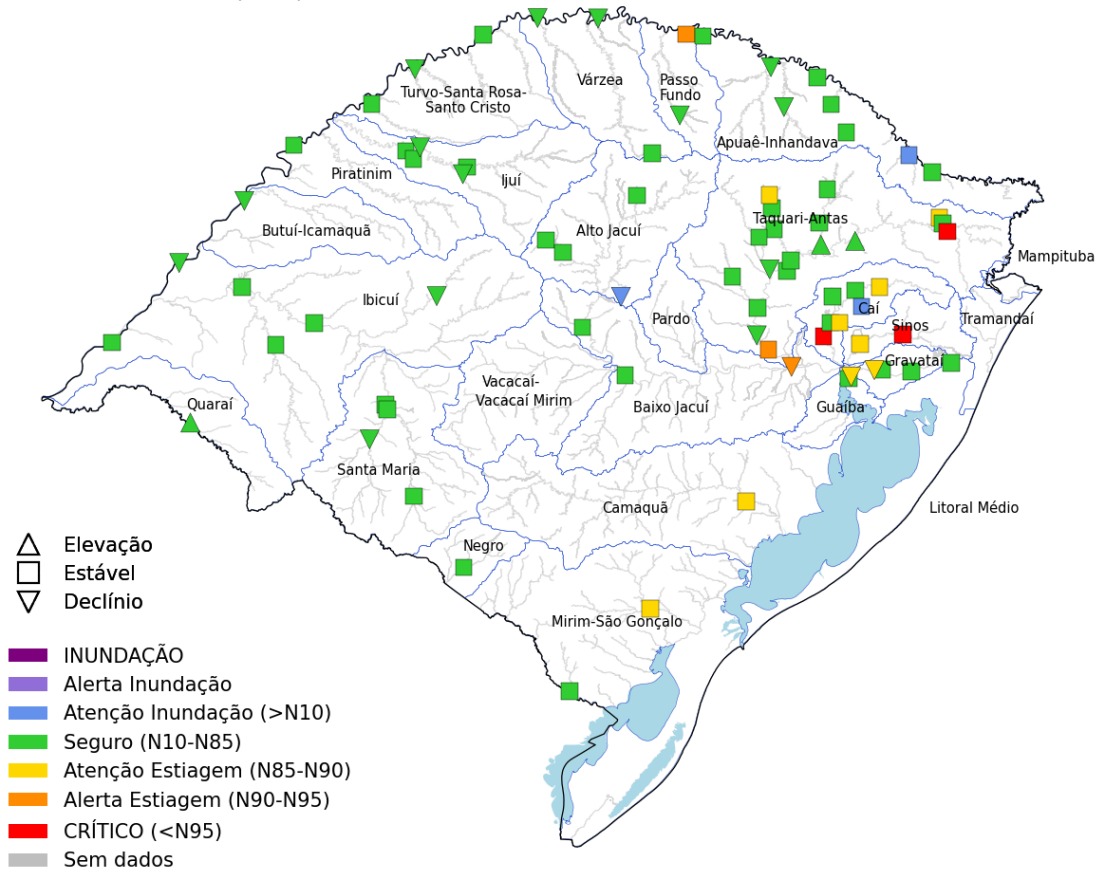 Várzea
Passo
Fundo
Turvo-Santa Rosa-
Santo Cristo
Apuaê-Inhandava
Piratinim
Ijuí
Taquari-Antas
Butuí-Icamaquã
Alto Jacuí
Mampituba
Ibicuí
Caí
Pardo
Sinos
Tramandaí
Gravataí
Vacacaí-
Vacacaí Mirim
Quaraí
Baixo Jacuí
Guaíba
Santa Maria
Camaquã
Litoral Médio
Negro
Mirim-São Gonçalo
Elevação
Estável
Declínio
INUNDAÇÃO
Alerta Inundação
Atenção Inundação (>N10)
Seguro (N10-N85)
Atenção Estiagem (N85-N90)
Alerta Estiagem (N90-N95)
CRÍTICO (<N95)
Sem dados